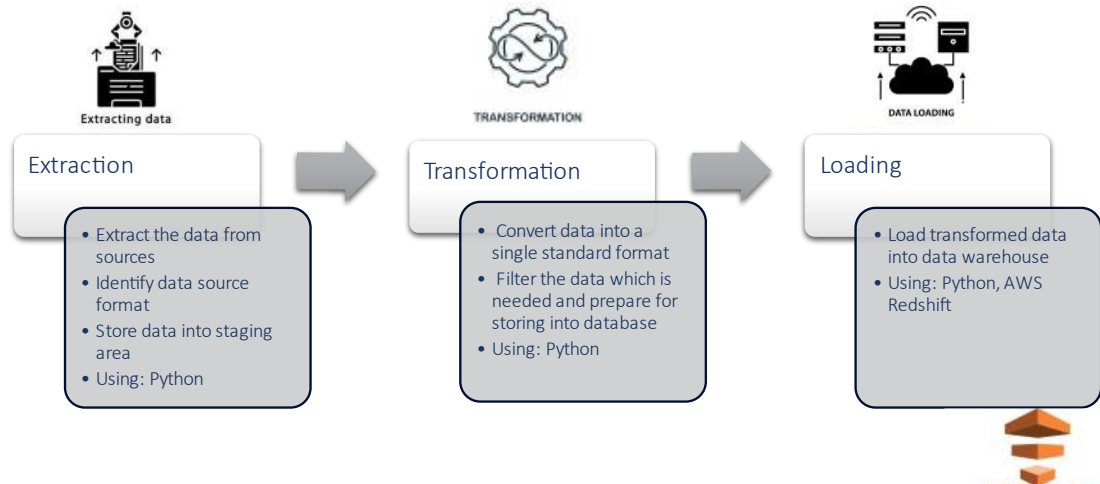 Extracting data
TRANSFORMATION
DATA LOADING
Extraction
• Extract the data from
sources
• Identify data source
format
• Store data into staging
area
• Using: Python
Transformation
• Convert data into a
single standard format
• Filter the data which is
needed and prepare for
storing into database
• Using: Python
Loading
• Load transformed data
into data warehouse
• Using: Python, AWS
Redshift